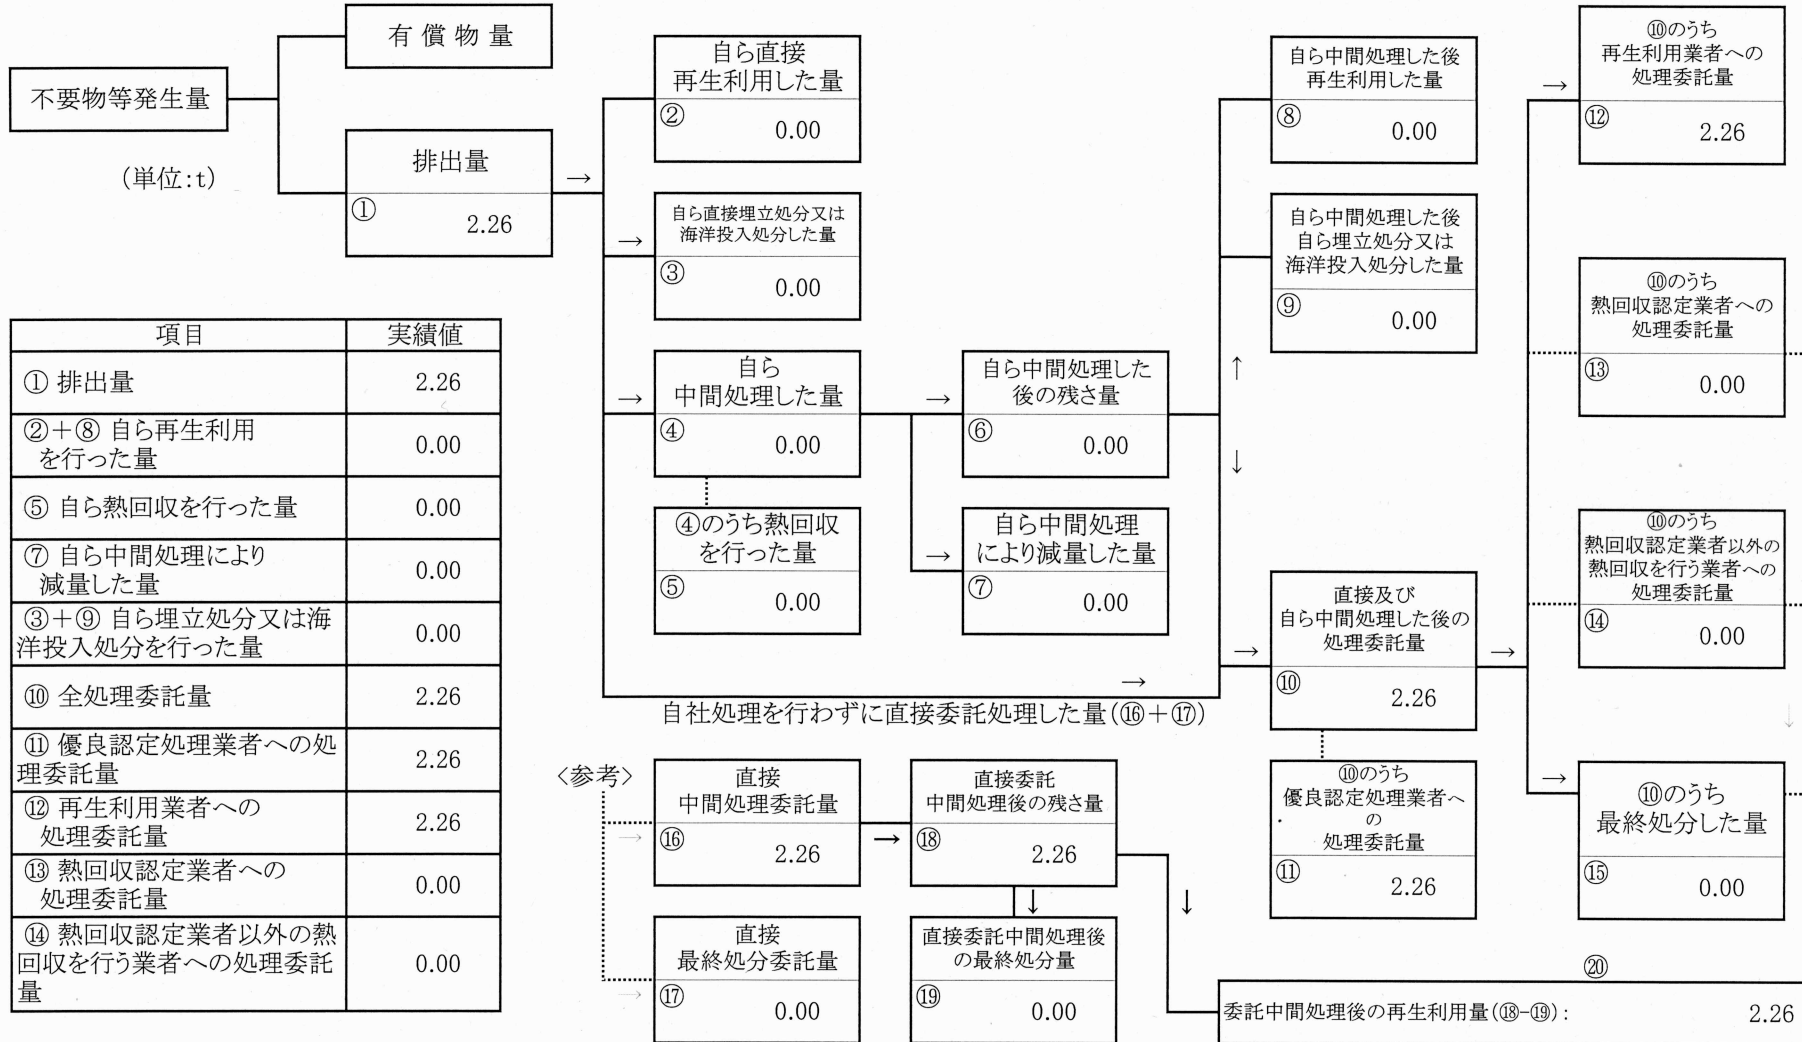 不要物等発生量
有償物量
(単位:t)
排出量
①
2.26
→
自ら直接
再生利用した量
②
0.00
→
自ら直接埋立処分又は
海洋投入処分した量
③
0.00
→
自ら
中間処理した量
④
0.00
④のうち熱回収
を行った量
⑤
0.00
→
自ら中間処理した
後の残さ量
⑥
0.00
→
自ら中間処理
により減量した量
⑦
0.00
自ら中間処理した後
再生利用した量
⑧
0.00
自ら中間処理した後
自ら埋立処分又は
海洋投入処分した量
⑨
0.00
↑
↓
→
自社処理を行わずに直接委託処理した量(⑯+⑰)
→
直接及び
自ら中間処理した後の
処理委託量
⑩
2.26
⑩のうち
優良認定処理業者へ
の
処理委託量
⑪
2.26
→
→
⑩のうち
再生利用業者への
処理委託量
⑫
2.26
⑩のうち
熱回収認定業者への
処理委託量
⑬
0.00
⑩のうち
熱回収認定業者以外の
熱回収を行う業者への
処理委託量
⑭
0.00
↓
→
⑩のうち
最終処分した量
⑮
0.00
項目 実績値
① 排出量 2.26
②+⑧ 自ら再生利用
を行った量 0.00
⑤ 自ら熱回収を行った量 0.00
⑦ 自ら中間処理により
減量した量 0.00
③+⑨ 自ら埋立処分又は海
洋投入処分を行った量 0.00
⑩ 全処理委託量 2.26
⑪ 優良認定処理業者への処
理委託量 2.26
⑫ 再生利用業者への
処理委託量 2.26
⑬ 熱回収認定業者への
処理委託量 0.00
⑭ 熱回収認定業者以外の熱
回収を行う業者への処理委託
量 0.00
〈参考〉
→
直接
中間処理委託量
⑯
2.26
→
直接委託
中間処理後の残さ量
⑱
2.26
↓
↓
→
直接
最終処分委託量
⑰
0.00
直接委託中間処理後
の最終処分量
⑲
0.00
⑳
委託中間処理後の再生利用量(⑱-⑲): 2.26